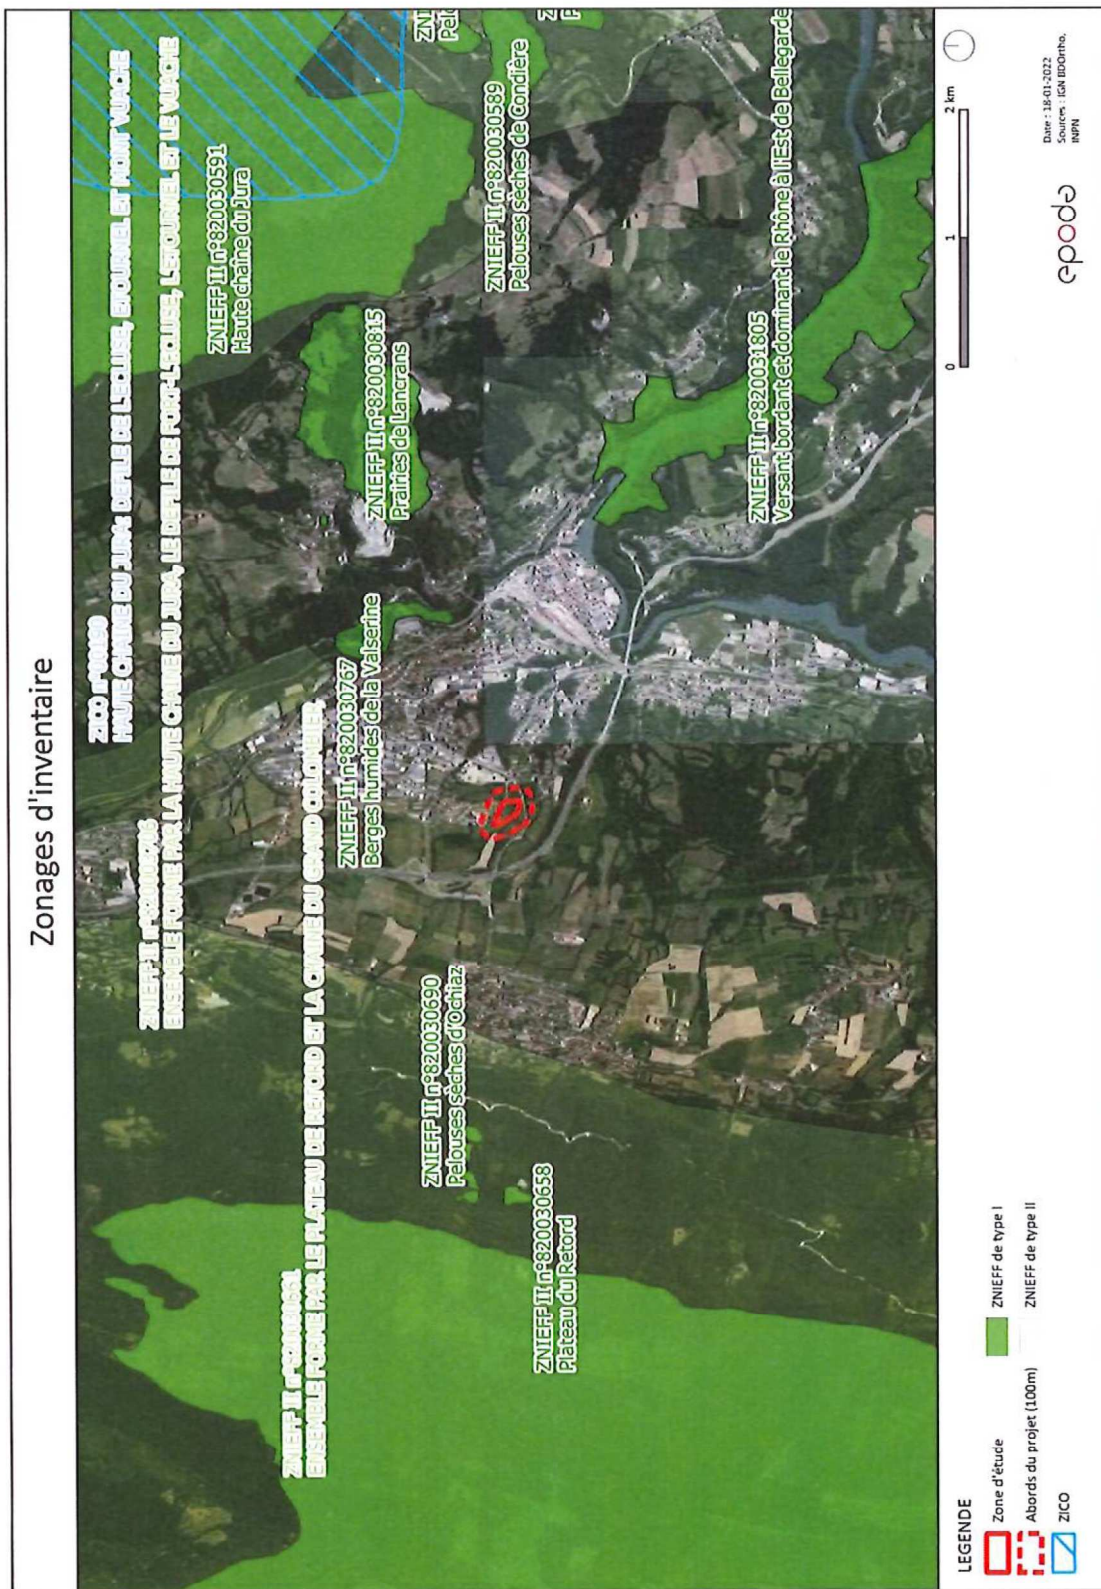 Zonages d'inventaire
HAUTE CHAINE DU JURA: DEFILE DE L'ECLUSE, ETOURNEL ET MONT VUACHE
ENSEMBLE FORME PAR LA HAUTE CHAINE DU JURA, LE DEFILE DE FORT-L'ECLUSE, L'ETOURNEL ET LE VUACHE
ENSEMBLE FORME PAR LE PLATEAU DE RETORD ET LA CHAINE DU GRAND COLOMBIER
ZNIEFF II n°820030591
Haute chaîne du Jura
ZNIEFF II n°820030815
Prairies de Lancrans
ZNIEFF II n°820030767
Berges humides de la Valserine
ZNIEFF II n°820030690
Pelouses sèches d'Ochiaz
ZNIEFF II n°820030658
Plateau du Retord
ZNIEFF II n°820030589
Pelouses sèches de Condière
ZNIEFF II n°820031805
Versant bordant et dominant le Rhône à l'Est de Bellegarde
LEGENDE
Zone d'étude
Abords du projet (100m)
ZICO
ZNIEFF de type I
ZNIEFF de type II
0 1 2 km
epode
Date : 18-01-2022
Sources : IGN BDOrtho,
INPN